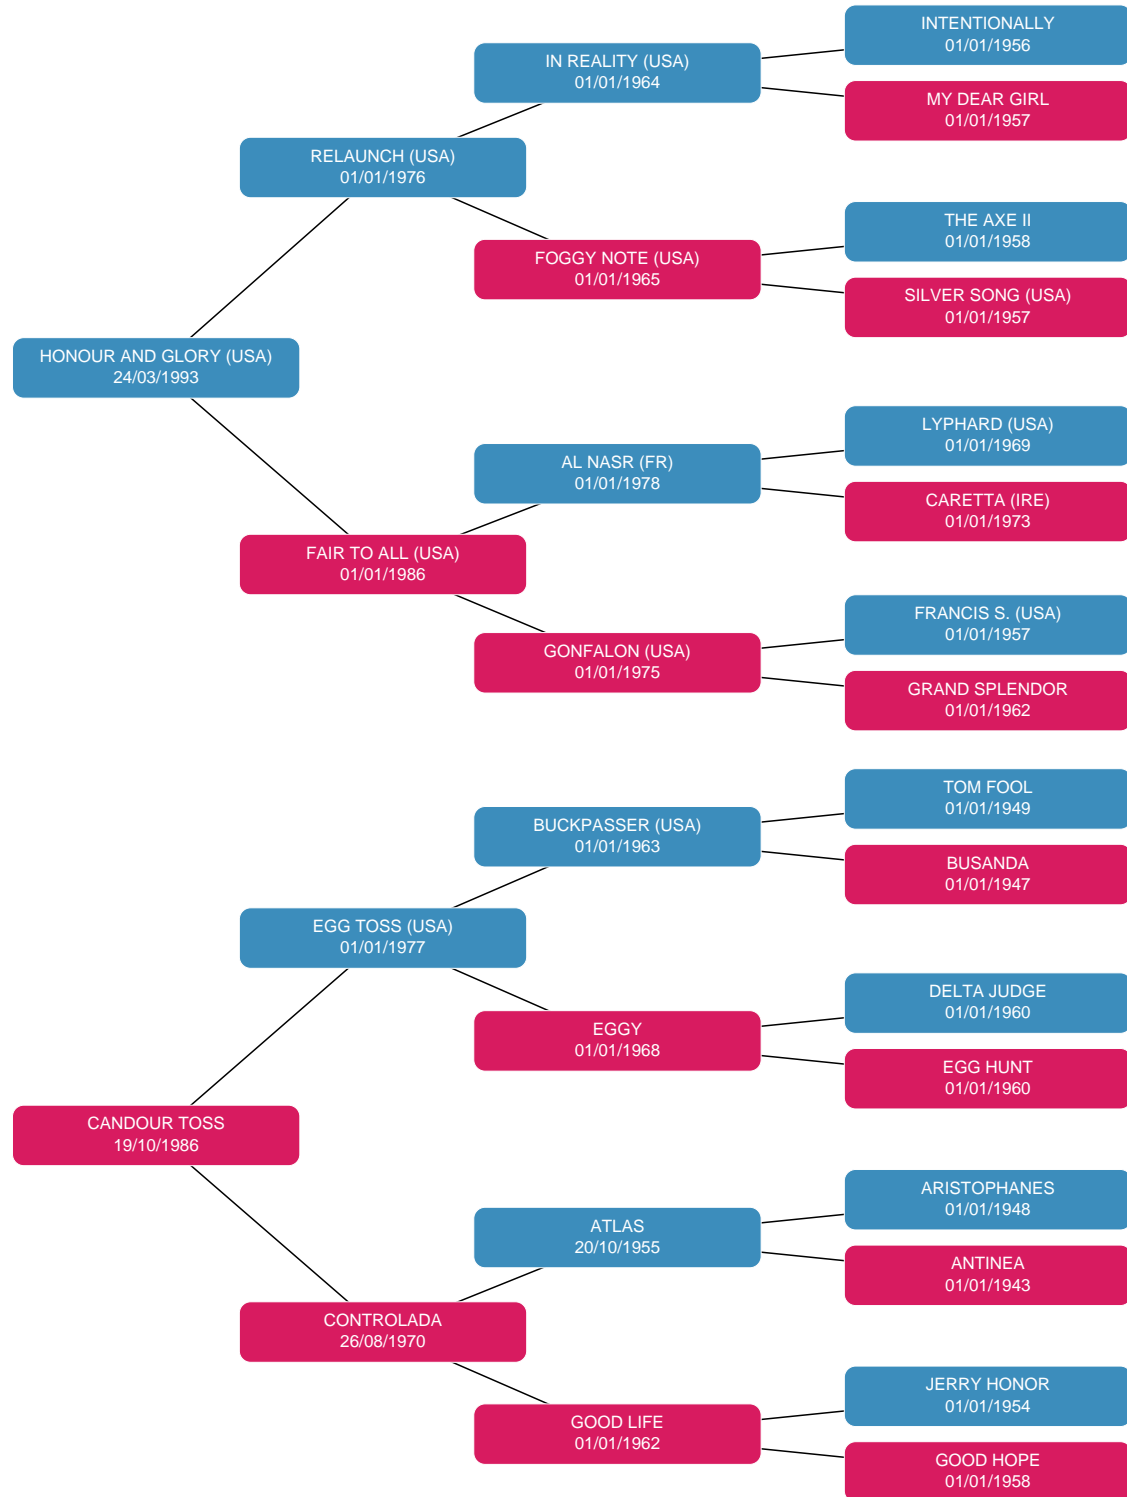 INTENTIONALLY
01/01/1956
IN REALITY (USA)
01/01/1964
MY DEAR GIRL
01/01/1957
RELAUNCH (USA)
01/01/1976
THE AXE II
01/01/1958
FOGGY NOTE (USA)
01/01/1965
SILVER SONG (USA)
01/01/1957
HONOUR AND GLORY (USA)
24/03/1993
LYPHARD (USA)
01/01/1969
AL NASR (FR)
01/01/1978
CARETTA (IRE)
01/01/1973
FAIR TO ALL (USA)
01/01/1986
FRANCIS S. (USA)
01/01/1957
GONFALON (USA)
01/01/1975
GRAND SPLENDOR
01/01/1962
TOM FOOL
01/01/1949
BUCKPASSER (USA)
01/01/1963
BUSANDA
01/01/1947
EGG TOSS (USA)
01/01/1977
DELTA JUDGE
01/01/1960
EGGY
01/01/1968
EGG HUNT
01/01/1960
CANDOUR TOSS
19/10/1986
ARISTOPHANES
01/01/1948
ATLAS
20/10/1955
ANTINEA
01/01/1943
CONTROLADA
26/08/1970
JERRY HONOR
01/01/1954
GOOD LIFE
01/01/1962
GOOD HOPE
01/01/1958